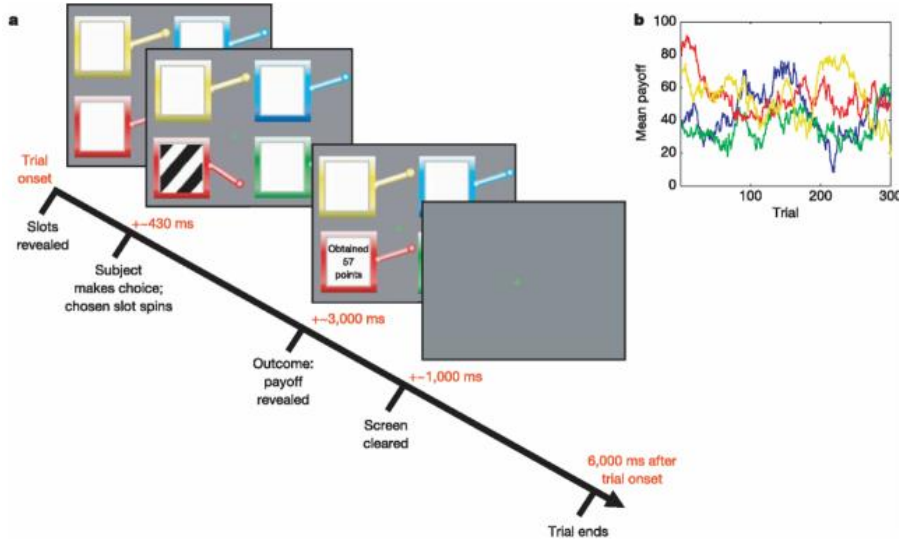 a
Trial
onset
Slots
revealed
+–430 ms
Subject
makes choice;
chosen slot spins
Obtained
57
points
+–3,000 ms
Outcome:
payoff
revealed
+–1,000 ms
Screen
cleared
6,000 ms after
trial onset
Trial ends
b
100
80
60
40
20
0
Mean payoff
100
200
300
Trial